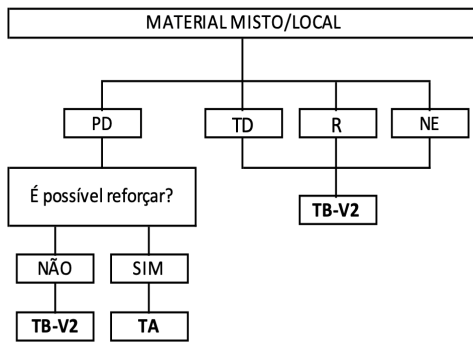 MATERIAL MISTO/LOCAL
PD
TD
R
NE
É possível reforçar?
TB-V2
NÃO
SIM
TB-V2
TA